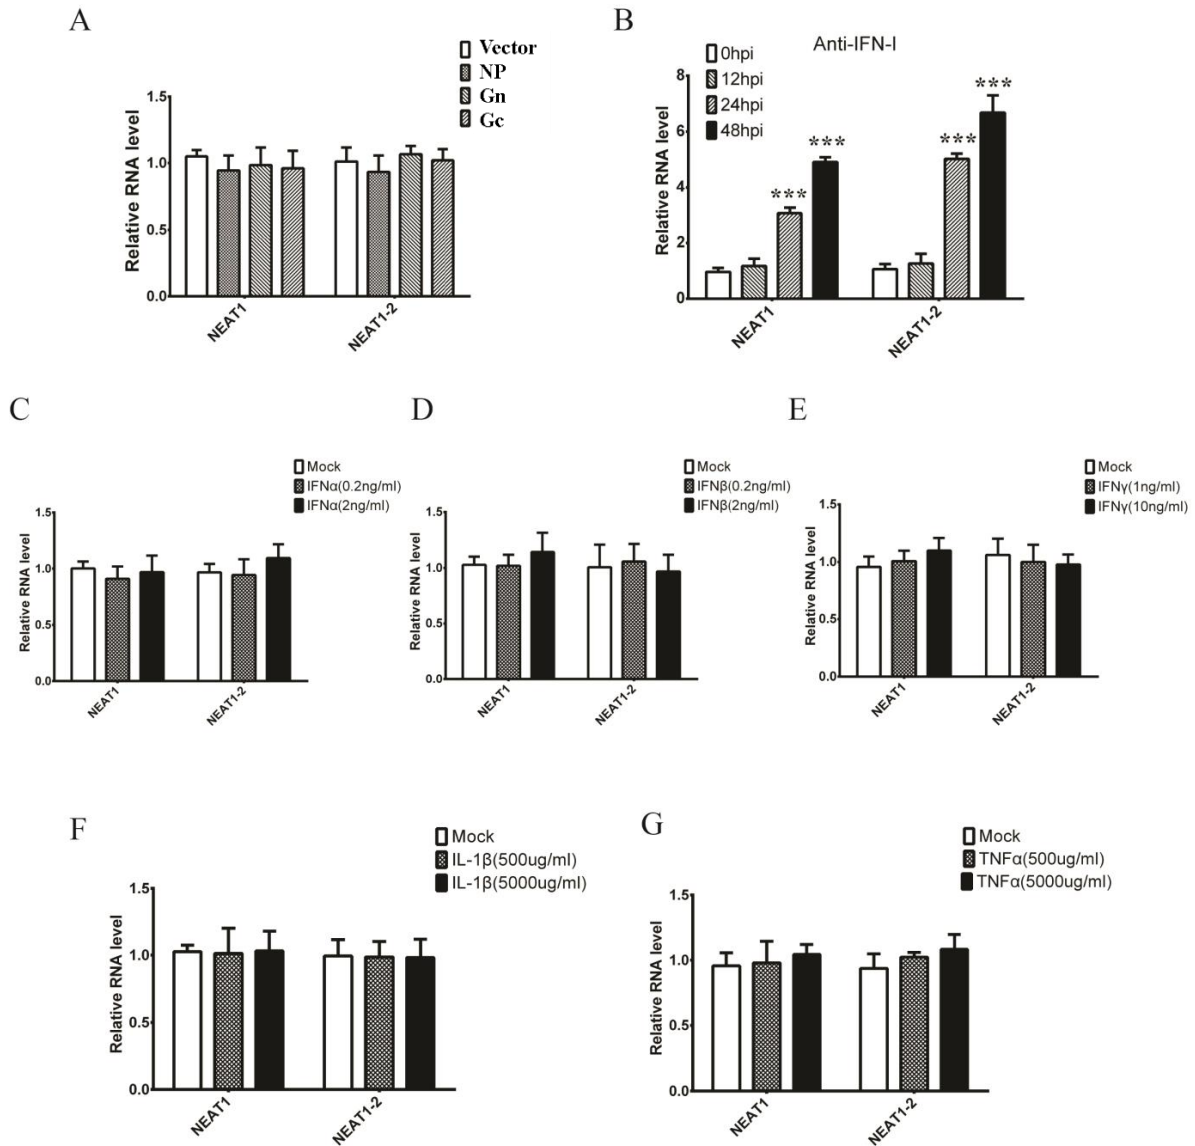 A
Vector
NP
Gn
Gc
Relative RNA level
1.5
1.0
0.5
0.0
NEAT1
NEAT1-2
B
Anti-IFN-I
0hpi
12hpi
24hpi
48hpi
Relative RNA level
8
6
4
2
0
***
***
***
***
NEAT1
NEAT1-2
C
Mock
IFNα(0.2ng/ml)
IFNα(2ng/ml)
Relative RNA level
1.5
1.0
0.5
0.0
NEAT1
NEAT1-2
D
Mock
IFNβ(0.2ng/ml)
IFNβ(2ng/ml)
Relative RNA level
1.5
1.0
0.5
0.0
NEAT1
NEAT1-2
E
Mock
IFNγ(1ng/ml)
IFNγ(10ng/ml)
Relative RNA level
1.5
1.0
0.5
0.0
NEAT1
NEAT1-2
F
Mock
IL-1β(500ug/ml)
IL-1β(5000ug/ml)
Relative RNA level
1.5
1.0
0.5
0.0
NEAT1
NEAT1-2
G
Mock
TNFα(500ug/ml)
TNFα(5000ug/ml)
Relative RNA level
1.5
1.0
0.5
0.0
NEAT1
NEAT1-2